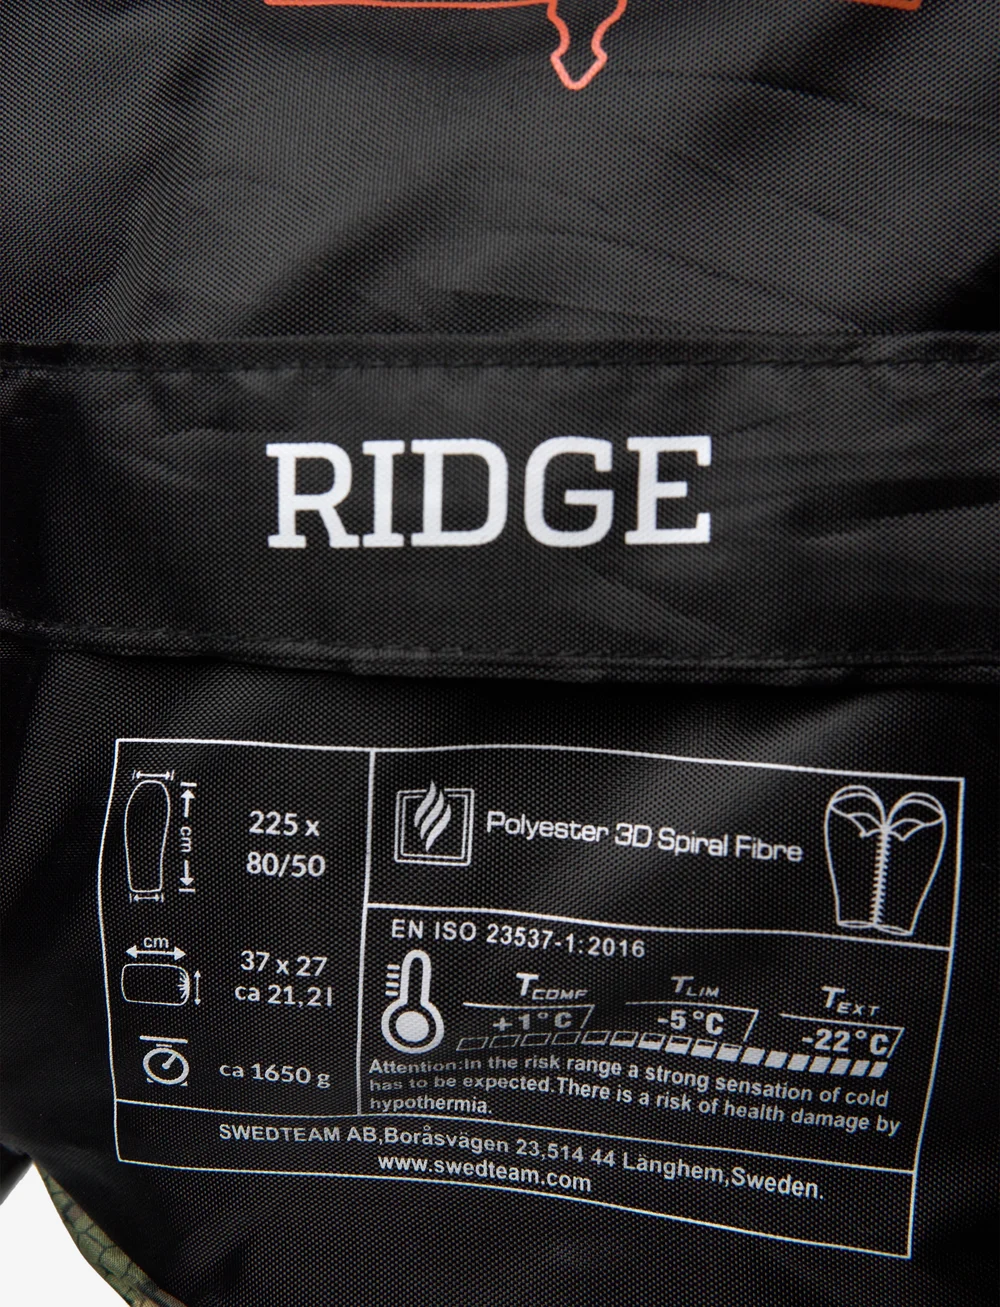 RIDGE
225 x
80/50
cm
Polyester 3D Spiral Fibre
cm
37 x 27
ca 21,2 l
ca 1650 g
EN ISO 23537-1:2016
TCOMF TLIM TEXT
+1°C -5°C -22°C
Attention:In the risk range a strong sensation of cold
has to be expected.There is a risk of health damage by
hypothermia.
SWEDTEAM AB,Boråsvägen 23,514 44 Länghem,Sweden.
www.swedteam.com